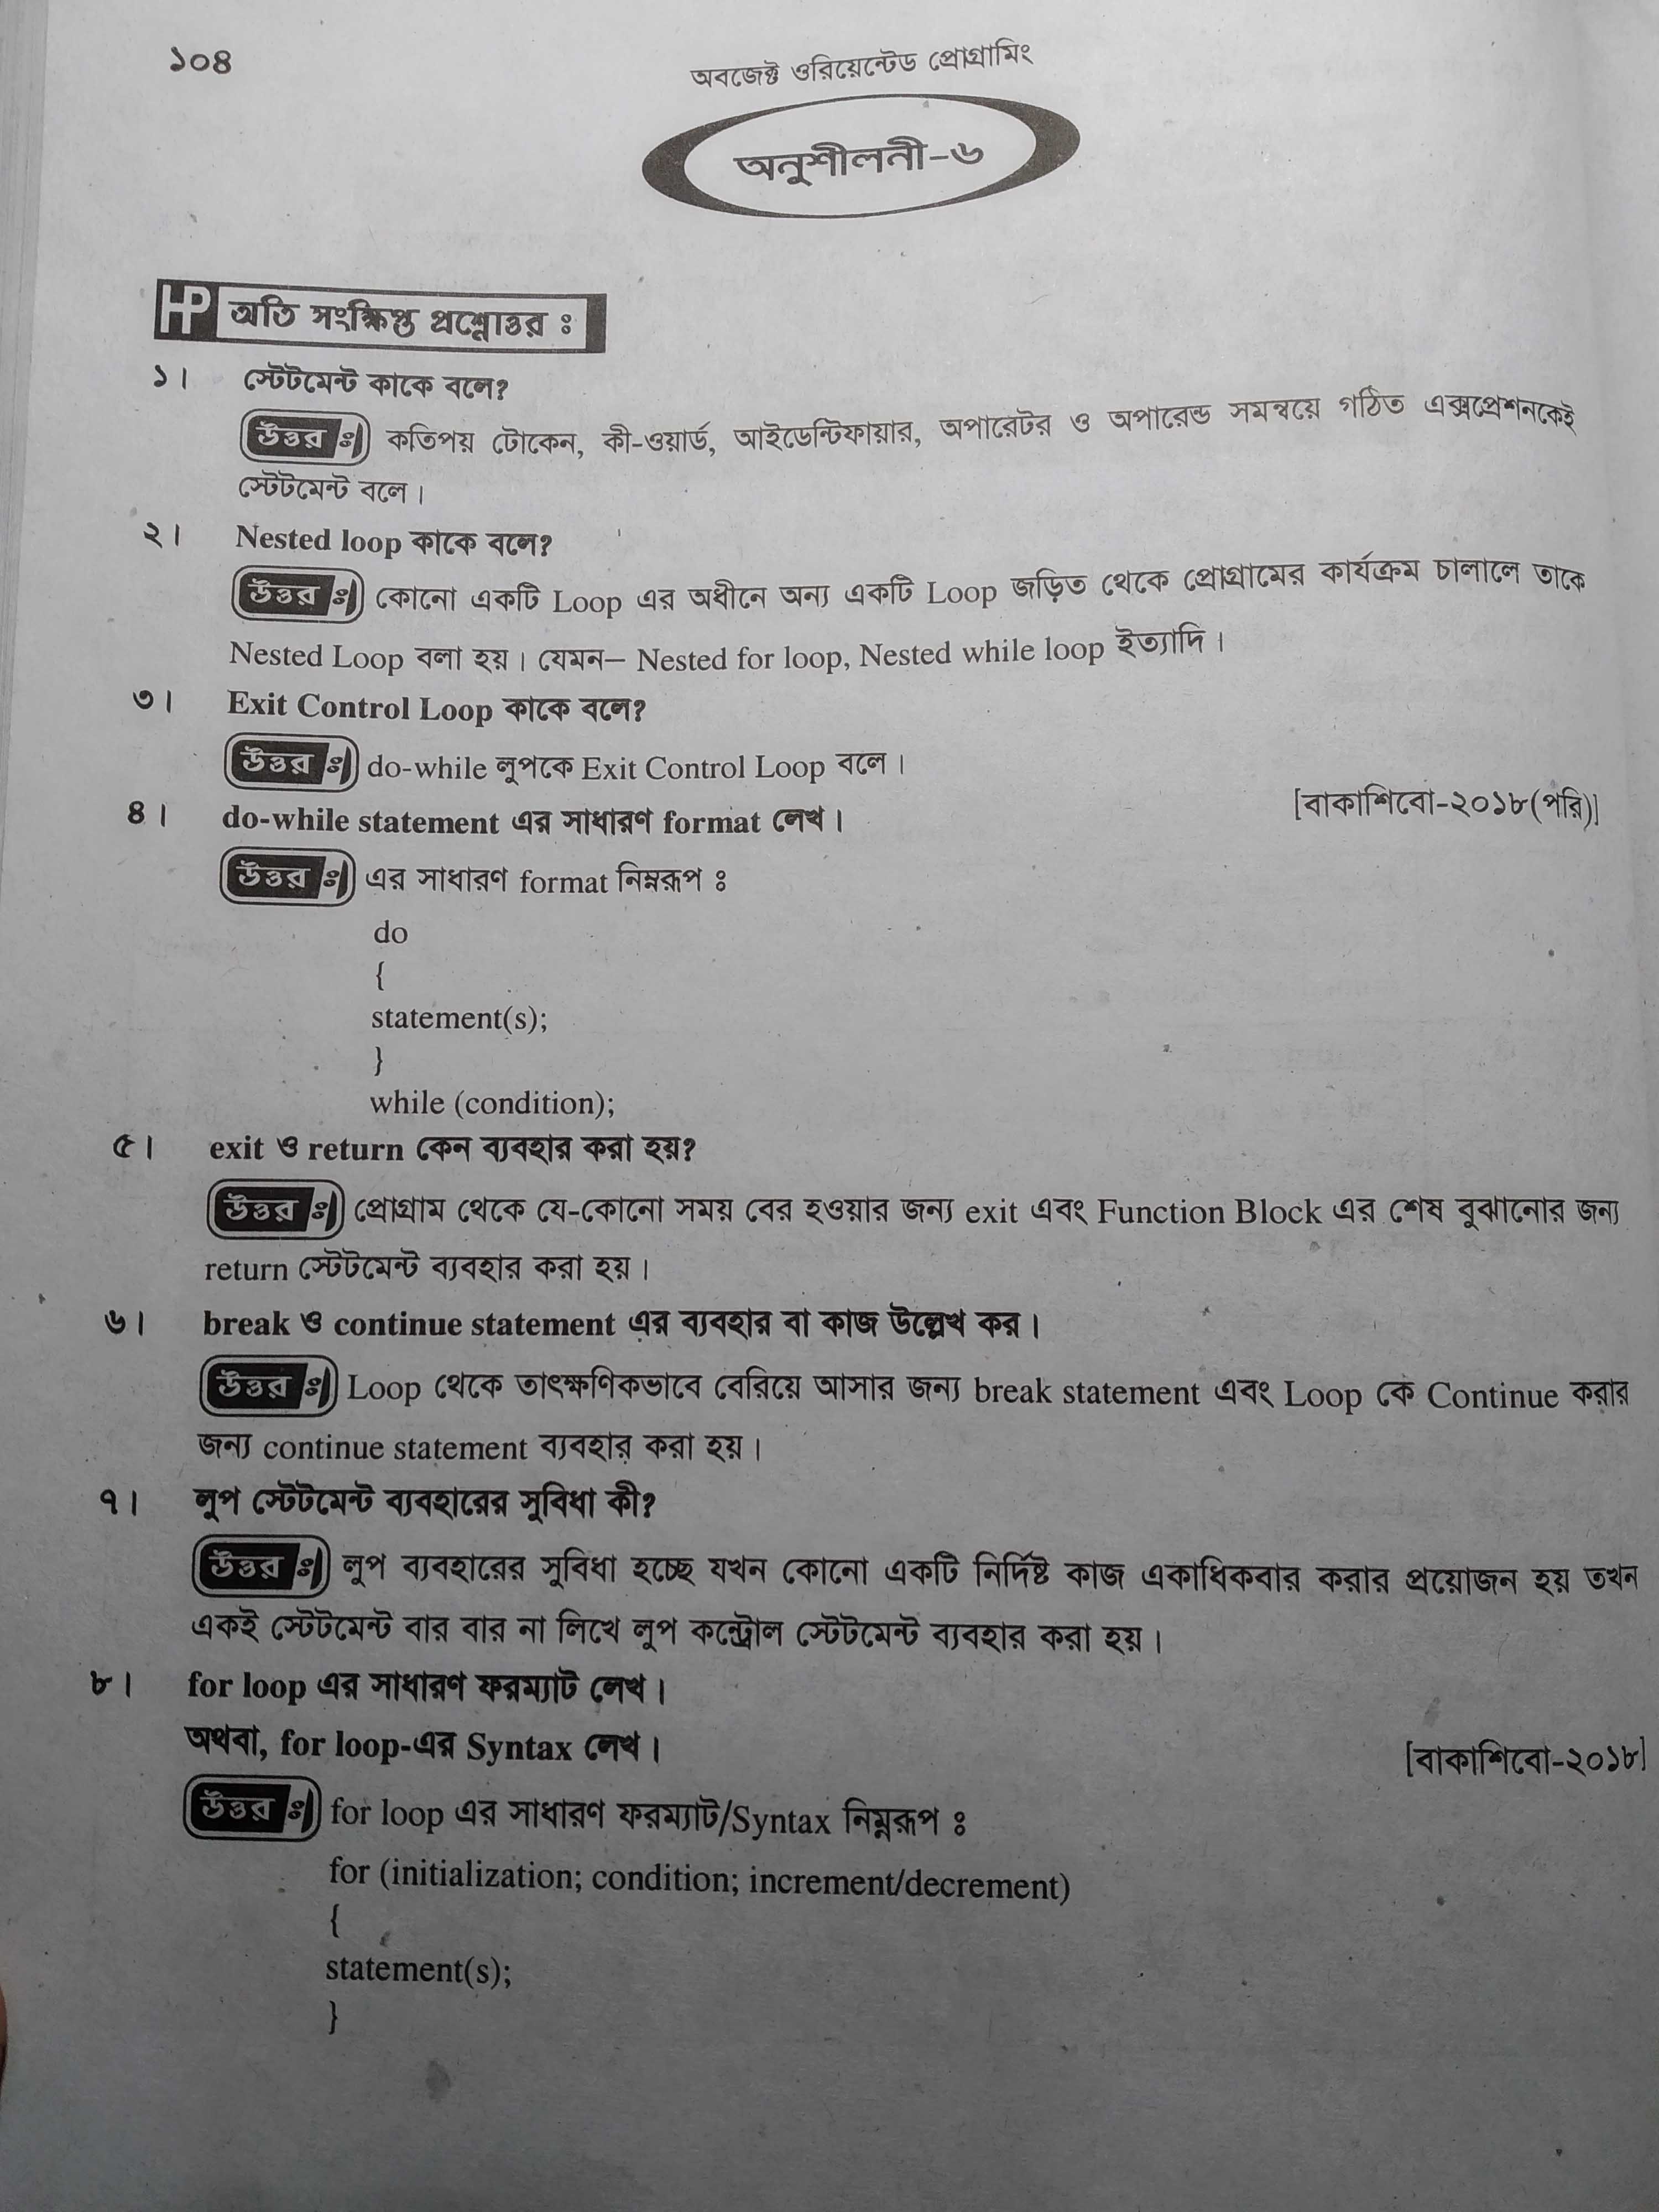 ১০৪
অবজেক্ট ওরিয়েন্টেড প্রোগ্রামিং
অনুশীলনী-৬
HP অতি সংক্ষিপ্ত প্রশ্নোত্তর ঃ
১। স্টেটমেন্ট কাকে বলে?
উত্তর ঃ কতিপয় টোকেন, কী-ওয়ার্ড, আইডেন্টিফায়ার, অপারেটর ও অপারেন্ড সমন্বয়ে গঠিত এক্সপ্রেশনকেই
স্টেটমেন্ট বলে।
২। Nested loop কাকে বলে?
উত্তর ঃ কোনো একটি Loop এর অধীনে অন্য একটি Loop জড়িত থেকে প্রোগ্রামের কার্যক্রম চালালে তাকে
Nested Loop বলা হয়। যেমন– Nested for loop, Nested while loop ইত্যাদি।
৩। Exit Control Loop কাকে বলে?
উত্তর ঃ do-while লুপকে Exit Control Loop বলে।
৪। do-while statement এর সাধারণ format লেখ। [বাকাশিবো-২০১৮(পরি)]
উত্তর ঃ এর সাধারণ format নিম্নরূপ ঃ
do
{
statement(s);
}
while (condition);
৫। exit ও return কেন ব্যবহার করা হয়?
উত্তর ঃ প্রোগ্রাম থেকে যে-কোনো সময় বের হওয়ার জন্য exit এবং Function Block এর শেষ বুঝানোর জন্য
return স্টেটমেন্ট ব্যবহার করা হয়।
৬। break ও continue statement এর ব্যবহার বা কাজ উল্লেখ কর।
উত্তর ঃ Loop থেকে তাৎক্ষণিকভাবে বেরিয়ে আসার জন্য break statement এবং Loop কে Continue করার
জন্য continue statement ব্যবহার করা হয়।
৭। লুপ স্টেটমেন্ট ব্যবহারের সুবিধা কী?
উত্তর ঃ লুপ ব্যবহারের সুবিধা হচ্ছে যখন কোনো একটি নির্দিষ্ট কাজ একাধিকবার করার প্রয়োজন হয় তখন
একই স্টেটমেন্ট বার বার না লিখে লুপ কন্ট্রোল স্টেটমেন্ট ব্যবহার করা হয়।
৮। for loop এর সাধারণ ফরম্যাট লেখ।
অথবা, for loop-এর Syntax লেখ। [বাকাশিবো-২০১৮]
উত্তর ঃ for loop এর সাধারণ ফরম্যাট/Syntax নিম্নরূপ ঃ
for (initialization; condition; increment/decrement)
{
statement(s);
}